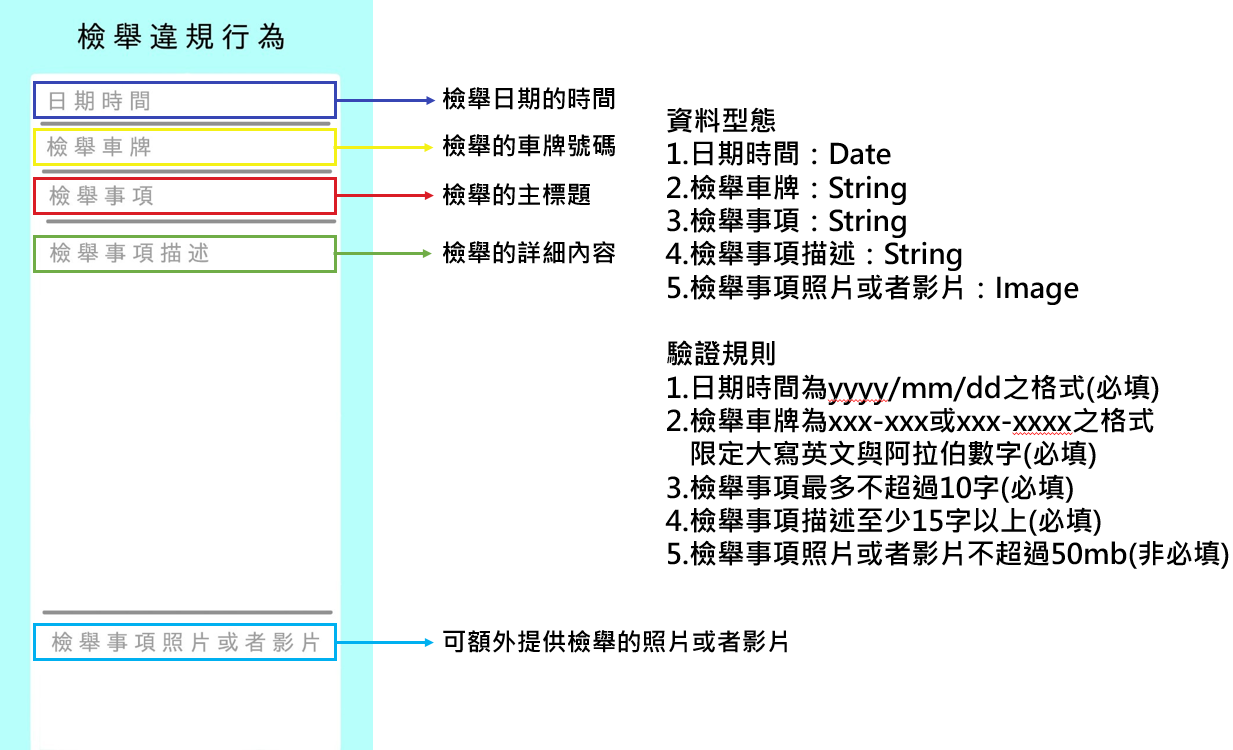 檢舉違規行為
日期時間
檢舉車牌
檢舉事項
檢舉事項描述
檢舉事項照片或者影片
檢舉日期的時間
檢舉的車牌號碼
檢舉的主標題
檢舉的詳細內容
可額外提供檢舉的照片或者影片
資料型態
1.日期時間：Date
2.檢舉車牌：String
3.檢舉事項：String
4.檢舉事項描述：String
5.檢舉事項照片或者影片：Image
驗證規則
1.日期時間為yyyy/mm/dd之格式(必填)
2.檢舉車牌為xxx-xxx或xxx-xxxx之格式
限定大寫英文與阿拉伯數字(必填)
3.檢舉事項最多不超過10字(必填)
4.檢舉事項描述至少15字以上(必填)
5.檢舉事項照片或者影片不超過50mb(非必填)